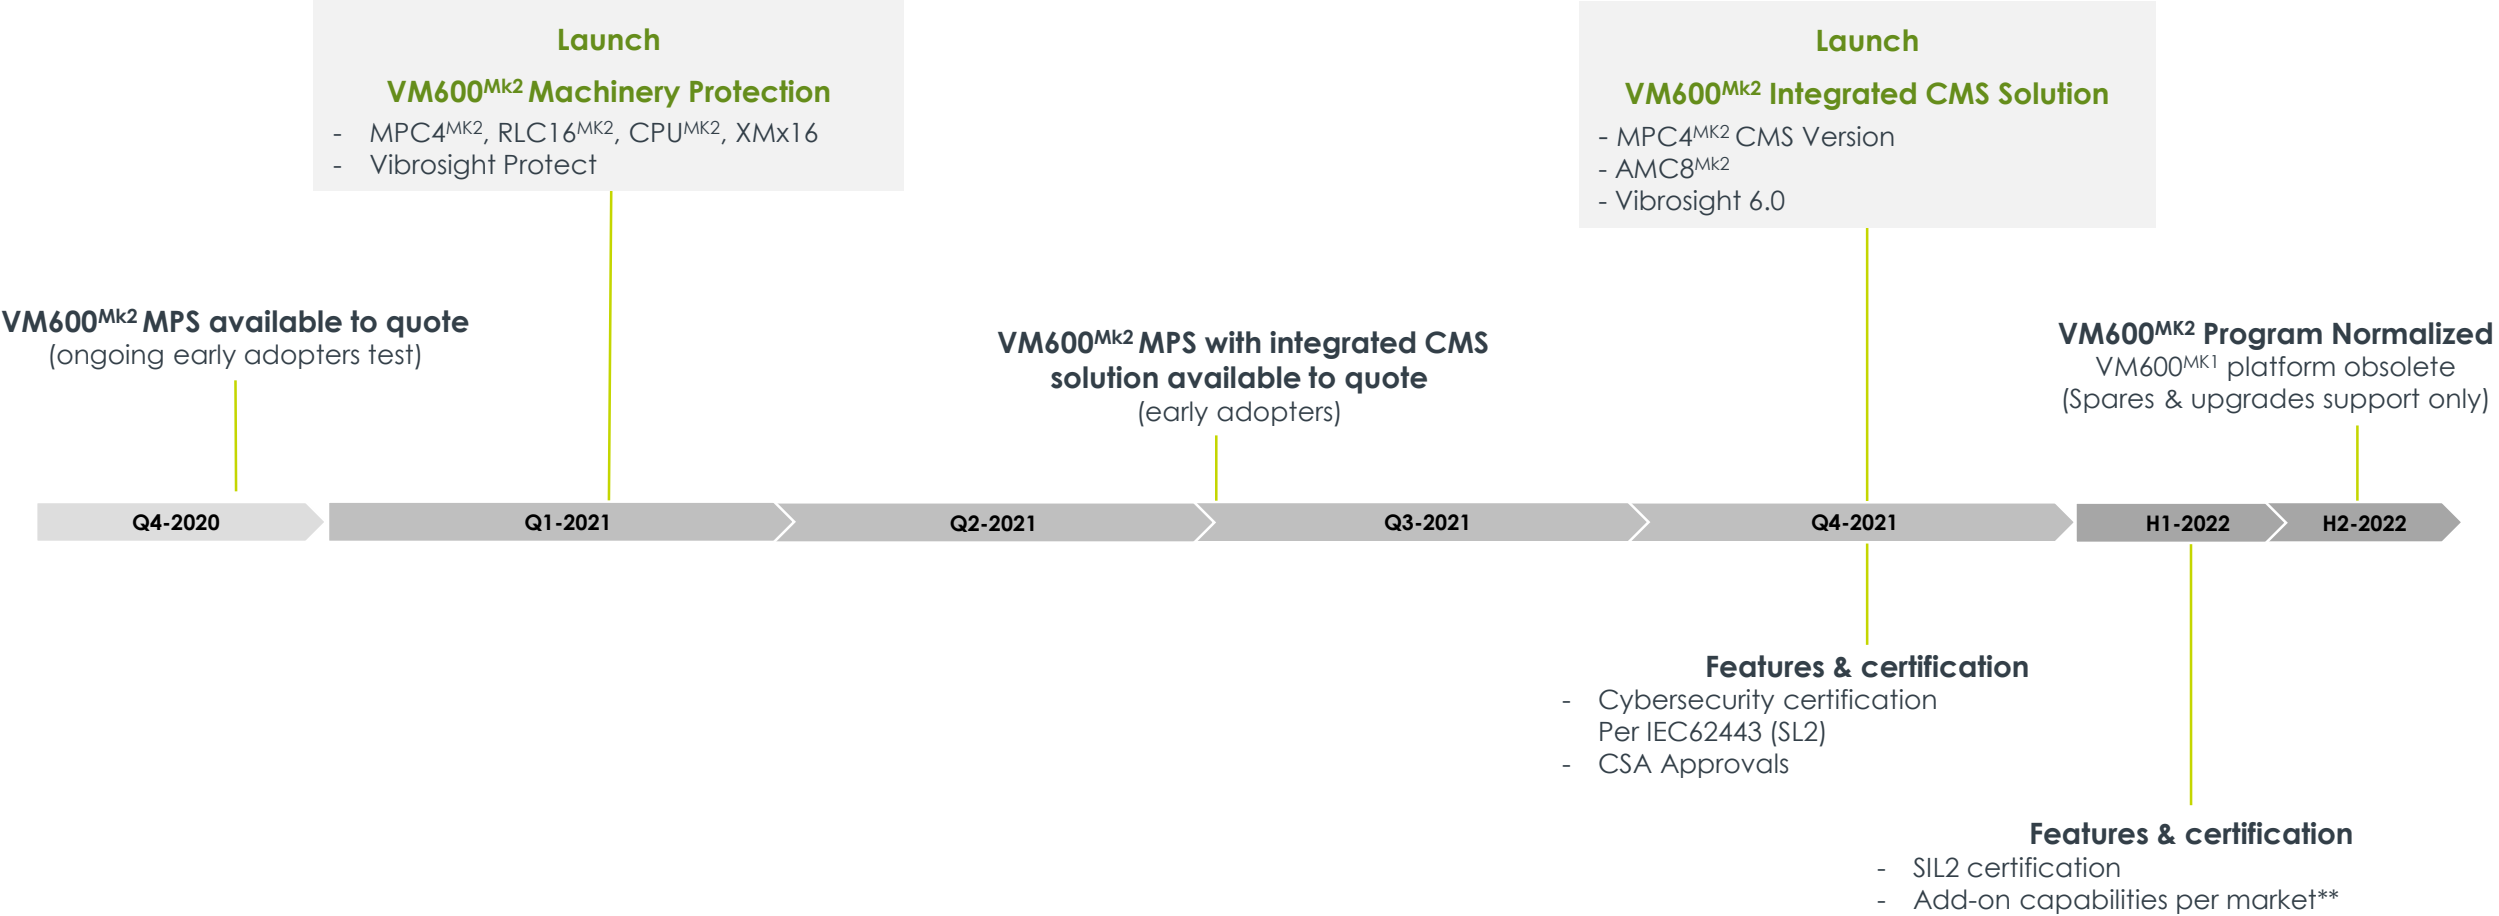 Launch
VM600Mk2 Machinery Protection
- MPC4MK2, RLC16MK2, CPUMK2, XMx16
- Vibrosight Protect
Launch
VM600Mk2 Integrated CMS Solution
- MPC4MK2 CMS Version
- AMC8Mk2
- Vibrosight 6.0
VM600Mk2 MPS available to quote
(ongoing early adopters test)
VM600Mk2 MPS with integrated CMS
solution available to quote
(early adopters)
VM600MK2 Program Normalized
VM600MK1 platform obsolete
(Spares & upgrades support only)
Q4-2020
Q1-2021
Q2-2021
Q3-2021
Q4-2021
H1-2022
H2-2022
Features & certification
- Cybersecurity certification
Per IEC62443 (SL2)
- CSA Approvals
Features & certification
- SIL2 certification
- Add-on capabilities per market**